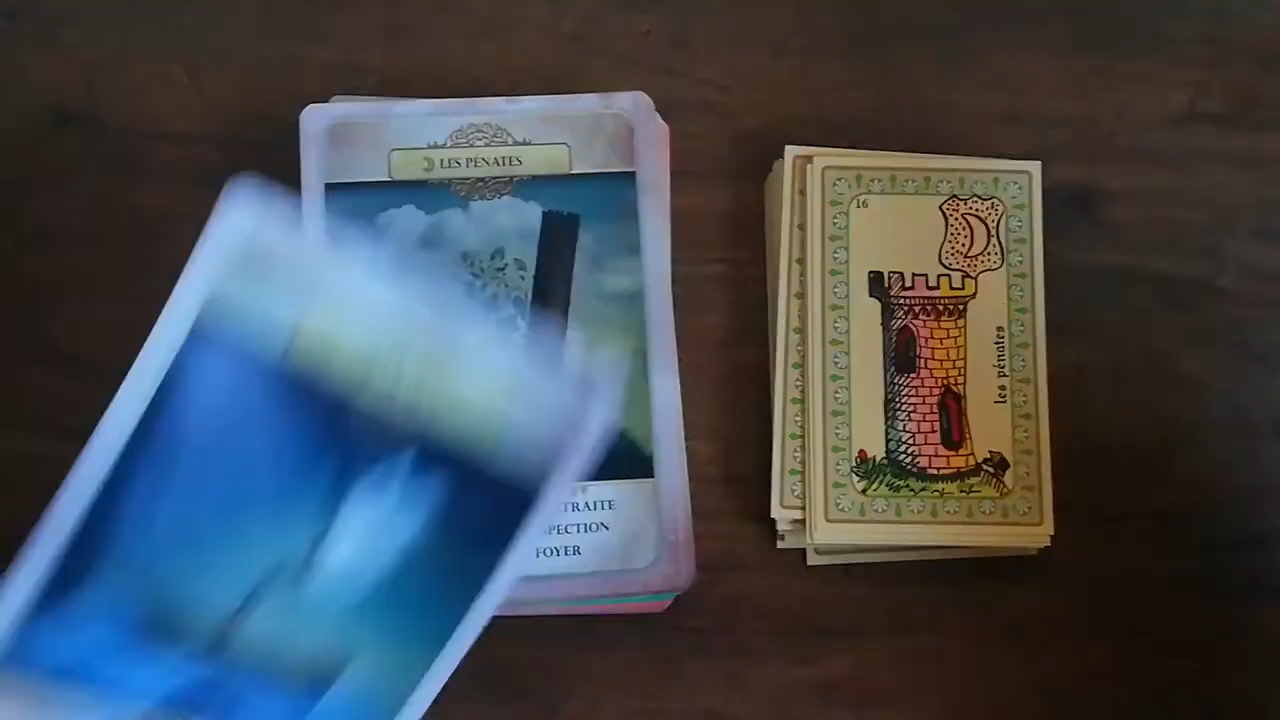 LES PÉNATES
TRAITE
PECTION
FOYER
16
les pénates